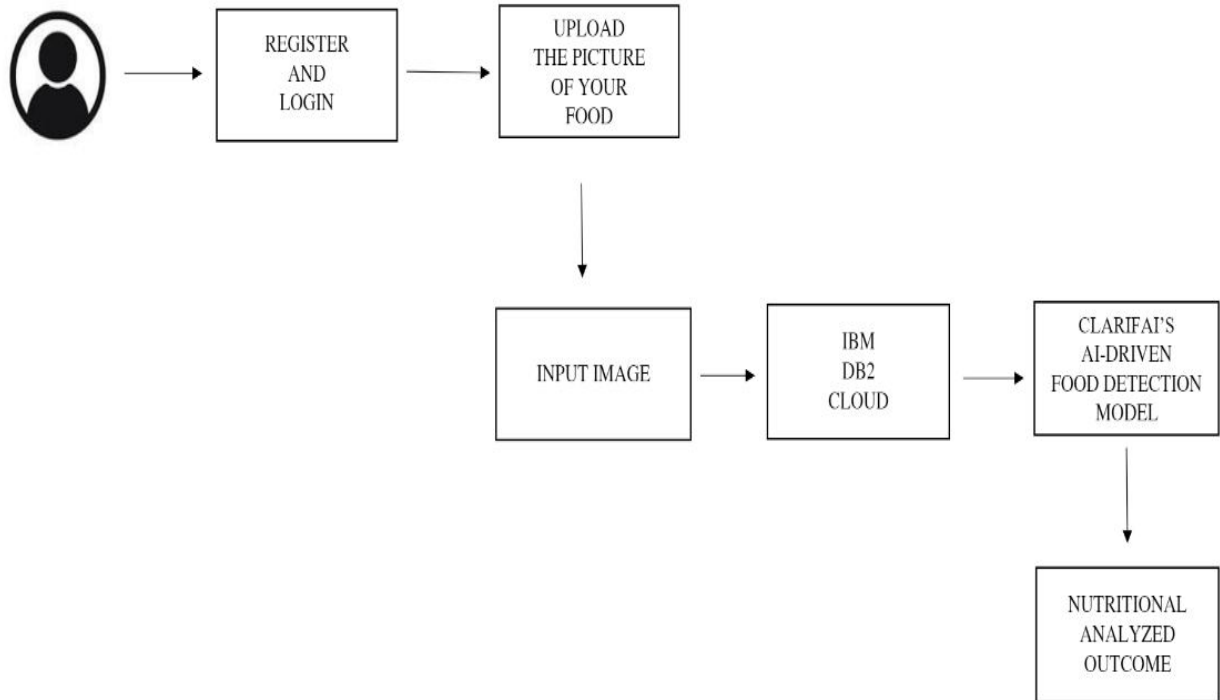 REGISTER
AND
LOGIN
UPLOAD
THE PICTURE
OF YOUR
FOOD
INPUT IMAGE
IBM
DB2
CLOUD
CLARIFAI'S
AI-DRIVEN
FOOD DETECTION
MODEL
NUTRITIONAL
ANALYZED
OUTCOME